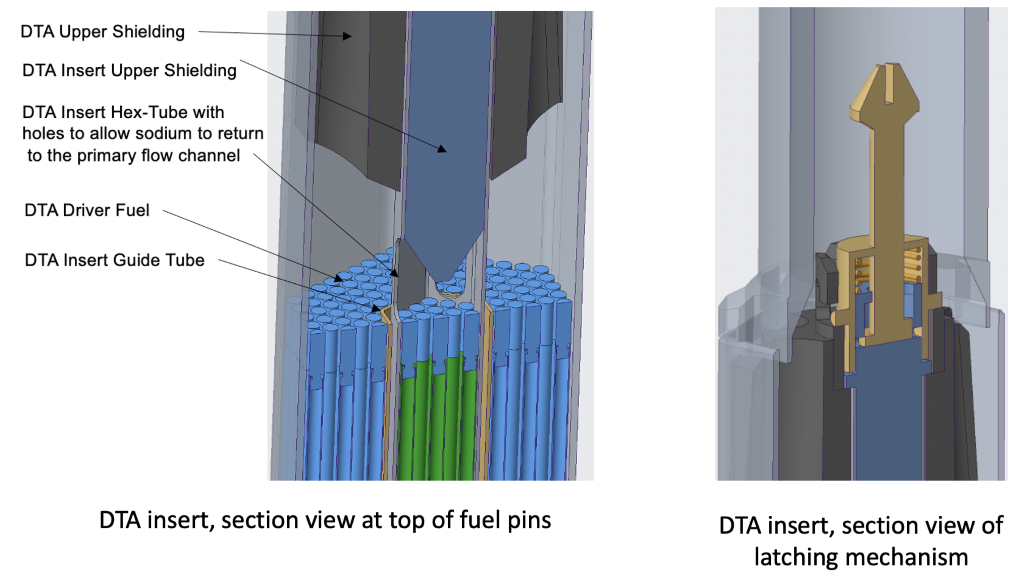 DTA Upper Shielding
DTA Insert Upper Shielding
DTA Insert Hex-Tube with
holes to allow sodium to return
to the primary flow channel
DTA Driver Fuel
DTA Insert Guide Tube
DTA insert, section view at top of fuel pins
DTA insert, section view of
latching mechanism